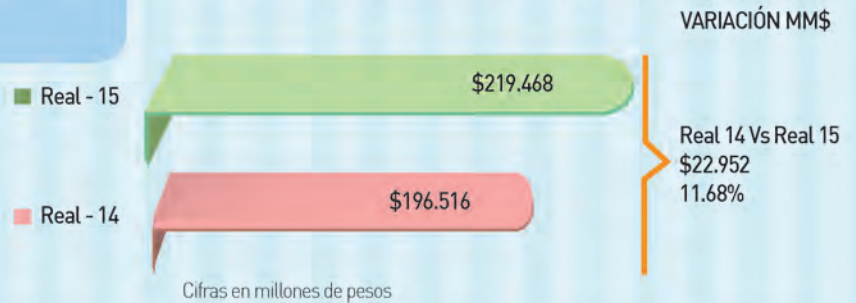 VARIACIÓN MM$
Real - 15
$219.468
Real 14 Vs Real 15
$22.952
11.68%
Real - 14
$196.516
Cifras en millones de pesos